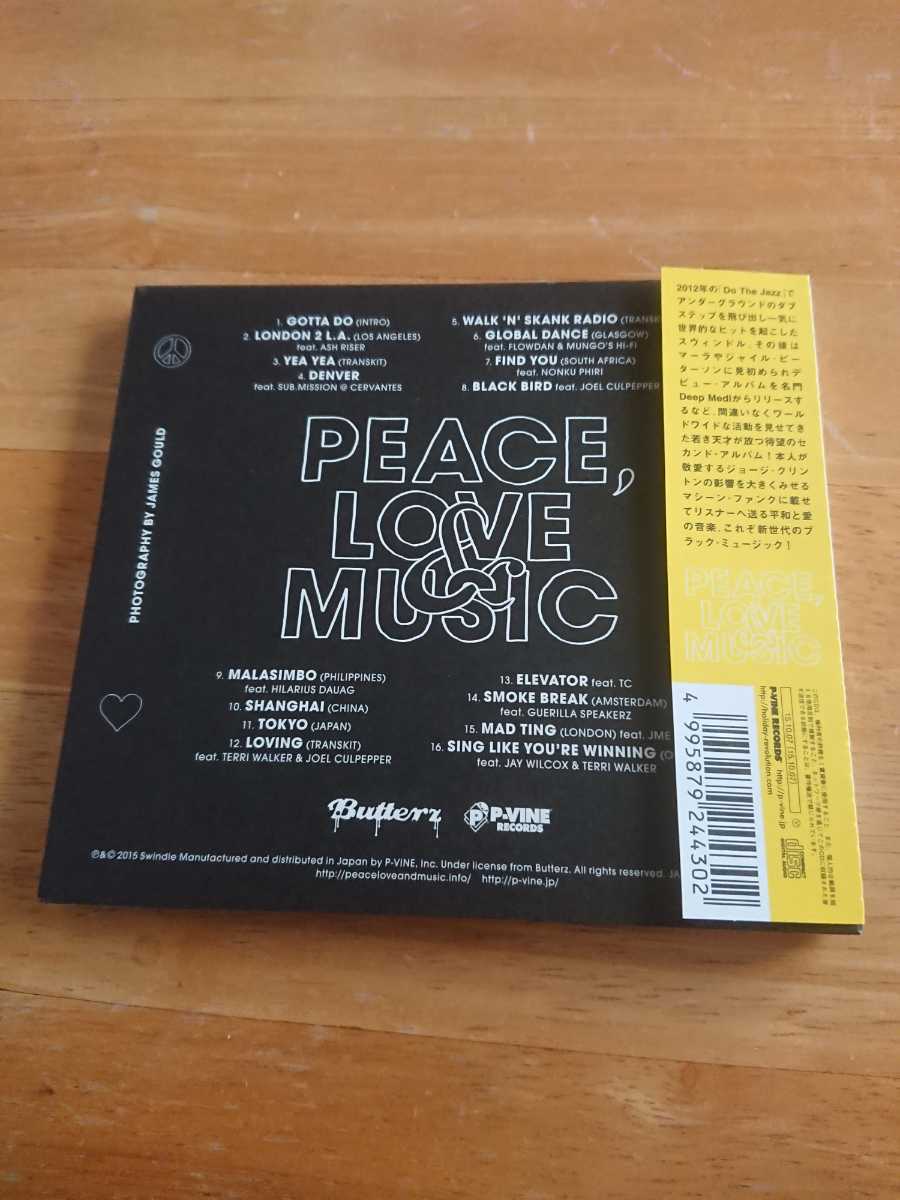 1. GOTTA DO (INTRO)
2. LONDON 2 L.A. (LOS ANGELES)
feat. ASH RISER
3. YEA YEA (TRANSKIT)
4. DENVER
feat. SUB.MISSION @ CERVANTES
5. WALK 'N' SKANK RADIO
6. GLOBAL DANCE (GLASGOW)
feat. FLOWDAN & MUNGO'S HI-FI
7. FIND YOU (SOUTH AFRICA)
feat. NONKU PHIRI
8. BLACK BIRD feat. JOEL CULPEPPER
PHOTOGRAPHY BY JAMES GOULD
PEACE,
LOVE
&
MUSIC
9. MALASIMBO (PHILIPPINES)
feat. HILARIUS DAUAG
10. SHANGHAI (CHINA)
11. TOKYO (JAPAN)
12. LOVING (TRANSKIT)
feat. TERRI WALKER & JOEL CULPEPPER
13. ELEVATOR feat. TC
14. SMOKE BREAK (AMSTERDAM)
feat. GUERILLA SPEAKERZ
15. MAD TING (LONDON) feat. JME
16. SING LIKE YOU'RE WINNING (O
feat. JAY WILCOX & TERRI WALKER
Butterz
P-VINE
RECORDS
℗&© 2015 Swindle Manufactured and distributed in Japan by P-VINE, Inc. Under license from Butterz. All rights reserved. JA
http://peaceloveandmusic.info/ http://p-vine.jp/
2012年の「Do The Jazz」で
アンダーグラウンドのダブ
ステップを飛び出し一気に
世界的なヒットを起こした
スウィンドル。その後は
マーラやジャイル・ピー
ターソンに見初められデ
ビュー・アルバムを名門
Deep Mediからリリースす
るなど、間違いなくワール
ドワイドな活動を見せてき
た若き天才が放つ待望のセ
カンド・アルバム！本人が
敬愛するジョージ・クリン
トンの影響を大きくみせる
マシーン・ファンクに載せ
てリスナーへ送る平和と愛
の音楽、これぞ新世代のブ
ラック・ミュージック！
PEACE,
LOVE
&
MUSIC
4 995879 244302
P-VINE RECORDS http://p-vine.jp
http://holiday-revolution.com
15.10.07 (15.10.07)
COMPACT
disc
DIGITAL AUDIO